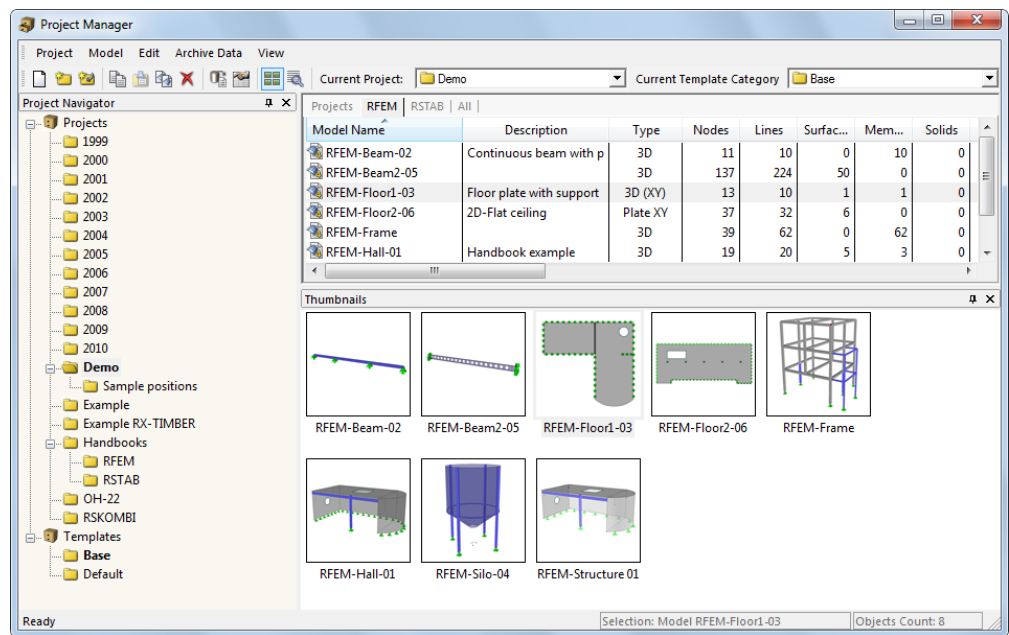 Project Manager
Project Model Edit Archive Data View
Current Project: Demo Current Template Category Base
Project Navigator
Projects
1999
2000
2001
2002
2003
2004
2005
2006
2007
2008
2009
2010
Demo
Sample positions
Example
Example RX-TIMBER
Handbooks
RFEM
RSTAB
OH-22
RSKOMBI
Templates
Base
Default
Projects RFEM RSTAB All
Model Name Description Type Nodes Lines Surfac... Mem... Solids
RFEM-Beam-02 Continuous beam with p 3D 11 10 0 10 0
RFEM-Beam2-05 3D 137 224 50 0 0
RFEM-Floor1-03 Floor plate with support 3D (XY) 13 10 1 1 0
RFEM-Floor2-06 2D-Flat ceiling Plate XY 37 32 6 0 0
RFEM-Frame 3D 39 62 0 62 0
RFEM-Hall-01 Handbook example 3D 19 20 5 3 0
Thumbnails
RFEM-Beam-02 RFEM-Beam2-05 RFEM-Floor1-03 RFEM-Floor2-06 RFEM-Frame
RFEM-Hall-01 RFEM-Silo-04 RFEM-Structure 01
Ready Selection: Model RFEM-Floor1-03 Objects Count: 8